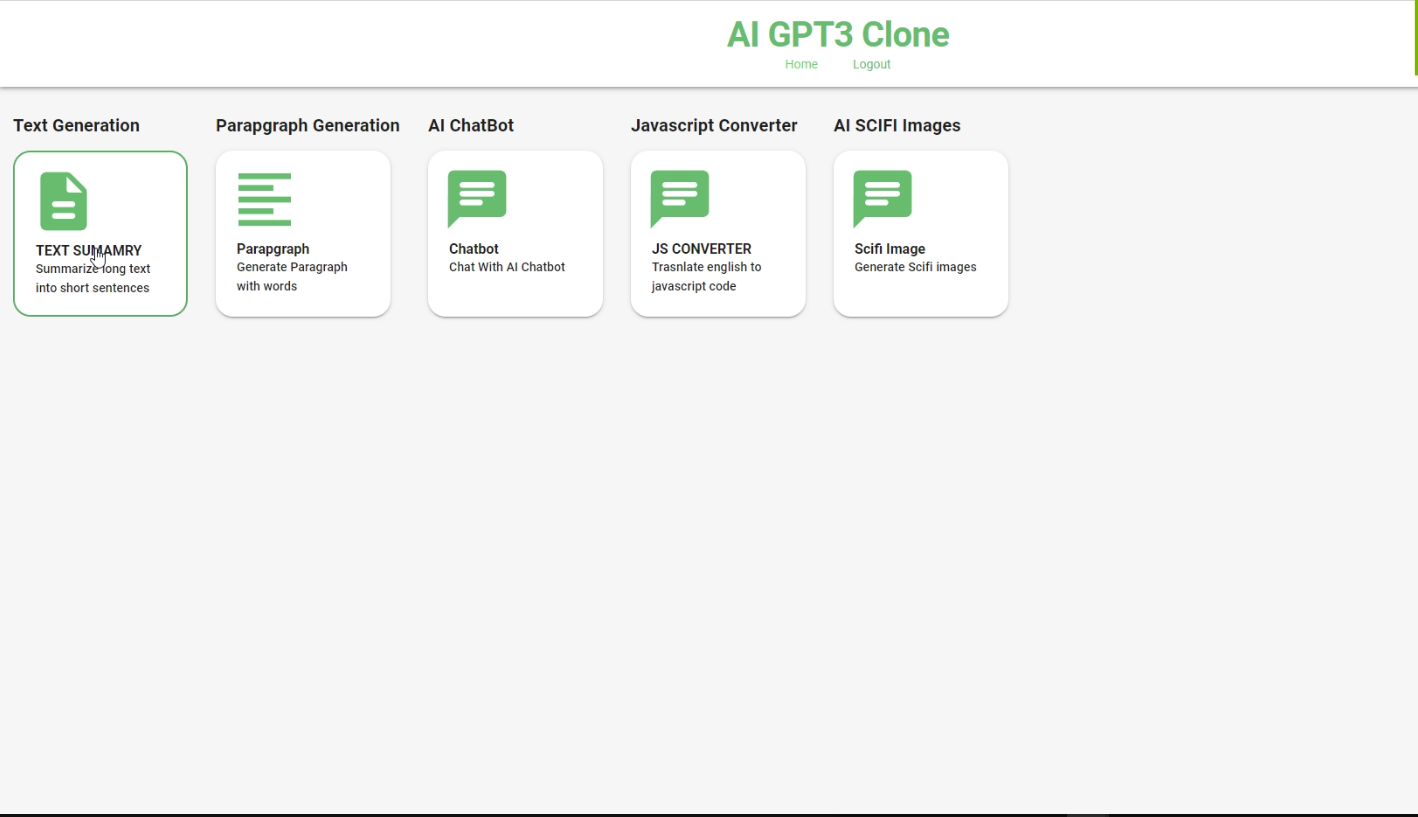 AI GPT3 Clone
Home Logout
Text Generation
TEXT SUMAMRY
Summarize long text
into short sentences
Parapgraph Generation
Parapgraph
Generate Paragraph
with words
AI ChatBot
Chatbot
Chat With AI Chatbot
Javascript Converter
JS CONVERTER
Trasnlate english to
javascript code
AI SCIFI Images
Scifi Image
Generate Scifi images